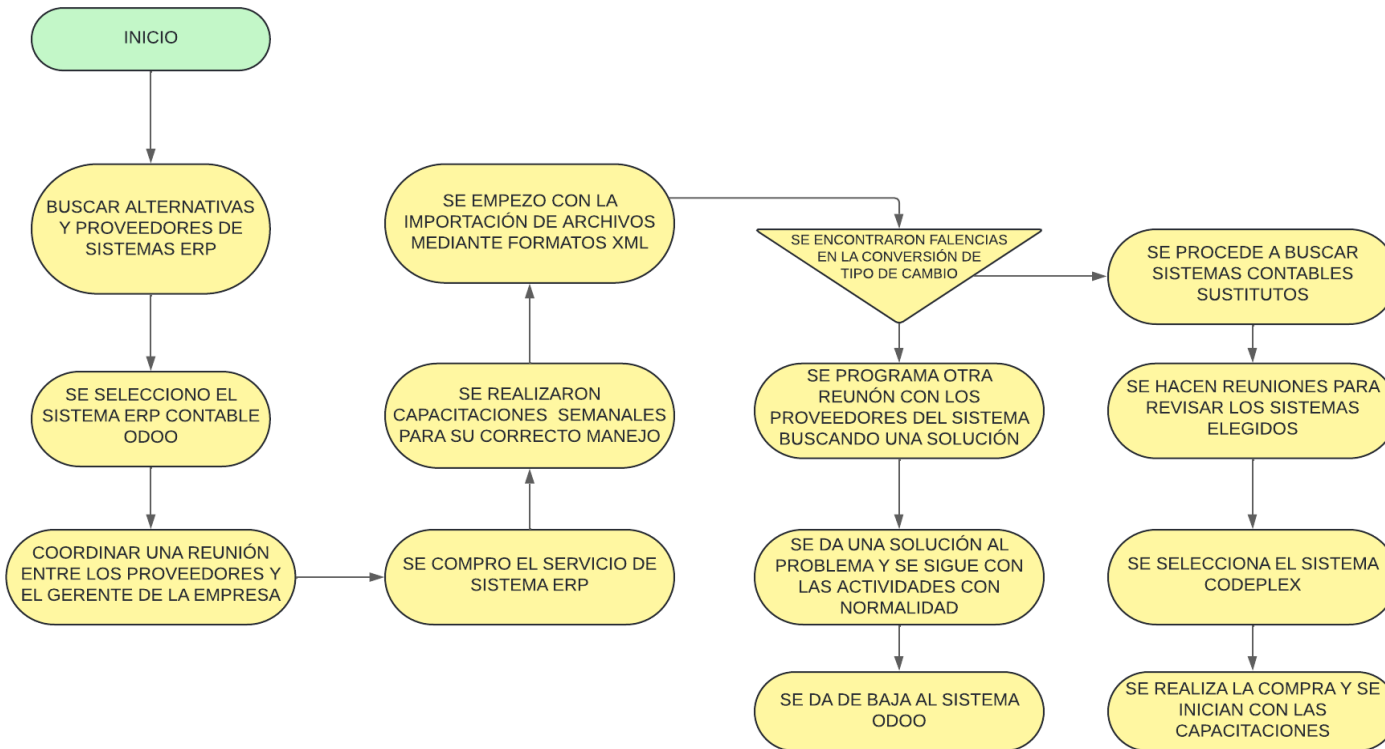 INICIO
BUSCAR ALTERNATIVAS
Y PROVEEDORES DE
SISTEMAS ERP
SE SELECCIONO EL
SISTEMA ERP CONTABLE
ODOO
COORDINAR UNA REUNIÓN
ENTRE LOS PROVEEDORES Y
EL GERENTE DE LA EMPRESA
SE COMPRO EL SERVICIO DE
SISTEMA ERP
SE REALIZARON
CAPACITACIONES SEMANALES
PARA SU CORRECTO MANEJO
SE EMPEZO CON LA
IMPORTACIÓN DE ARCHIVOS
MEDIANTE FORMATOS XML
SE ENCONTRARON FALENCIAS
EN LA CONVERSIÓN DE
TIPO DE CAMBIO
SE PROGRAMA OTRA
REUNÓN CON LOS
PROVEEDORES DEL SISTEMA
BUSCANDO UNA SOLUCIÓN
SE DA UNA SOLUCIÓN AL
PROBLEMA Y SE SIGUE CON
LAS ACTIVIDADES CON
NORMALIDAD
SE DA DE BAJA AL SISTEMA
ODOO
SE PROCEDE A BUSCAR
SISTEMAS CONTABLES
SUSTITUTOS
SE HACEN REUNIONES PARA
REVISAR LOS SISTEMAS
ELEGIDOS
SE SELECCIONA EL SISTEMA
CODEPLEX
SE REALIZA LA COMPRA Y SE
INICIAN CON LAS
CAPACITACIONES